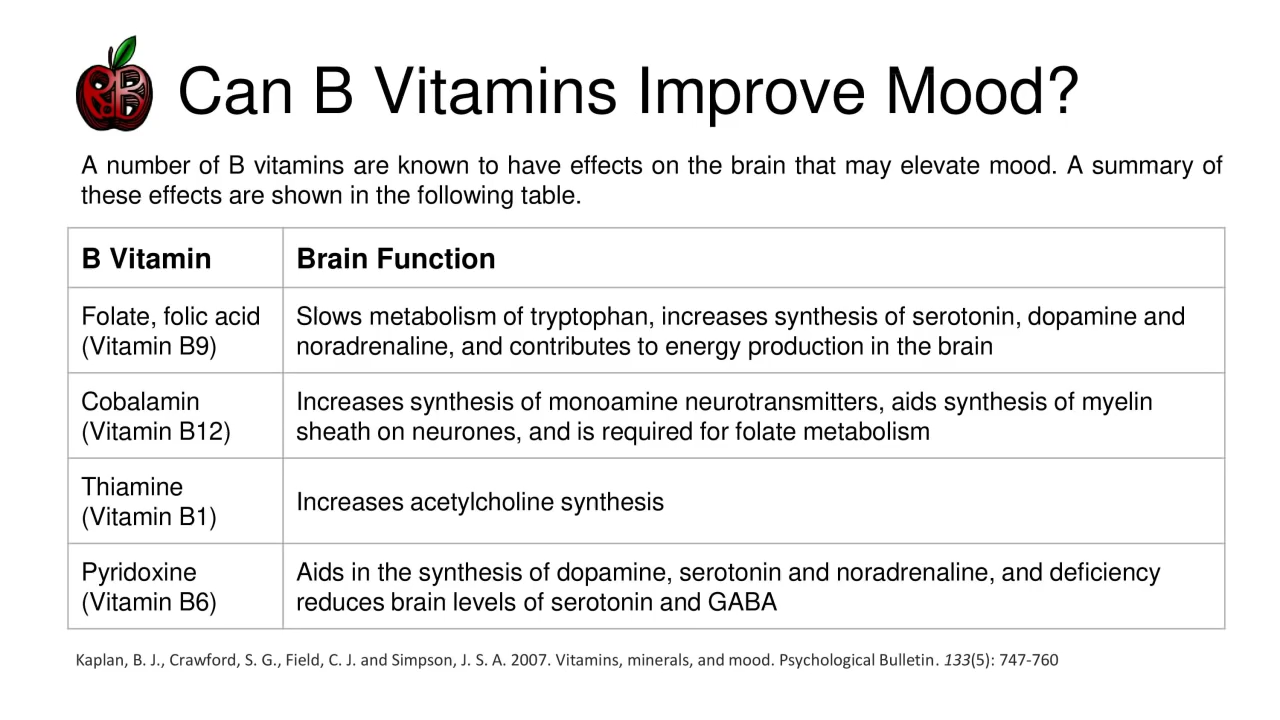 Can B Vitamins Improve Mood?
A number of B vitamins are known to have effects on the brain that may elevate mood. A summary of
these effects are shown in the following table.
B Vitamin
Brain Function
Folate, folic acid
(Vitamin B9)
Slows metabolism of tryptophan, increases synthesis of serotonin, dopamine and
noradrenaline, and contributes to energy production in the brain
Cobalamin
(Vitamin B12)
Increases synthesis of monoamine neurotransmitters, aids synthesis of myelin
sheath on neurones, and is required for folate metabolism
Thiamine
(Vitamin B1)
Increases acetylcholine synthesis
Pyridoxine
(Vitamin B6)
Aids in the synthesis of dopamine, serotonin and noradrenaline, and deficiency
reduces brain levels of serotonin and GABA
Kaplan, B. J., Crawford, S. G., Field, C. J. and Simpson, J. S. A. 2007. Vitamins, minerals, and mood. Psychological Bulletin. 133(5): 747-760